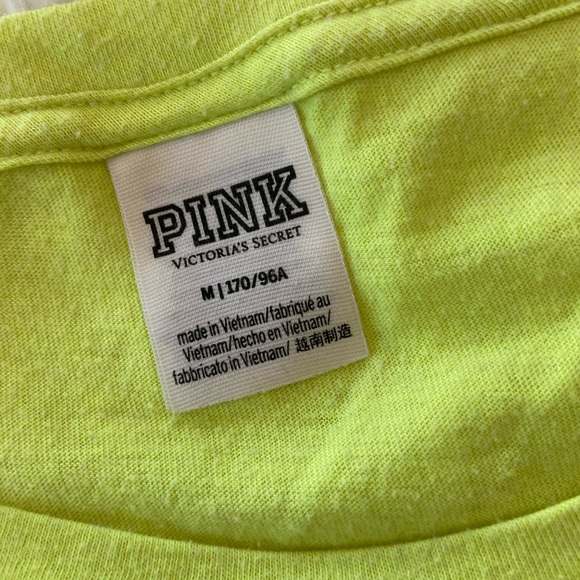 PINK
VICTORIA'S SECRET
M | 170/96A
made in Vietnam/fabriqué au
Vietnam/hecho en Vietnam/
fabbricato in Vietnam/ 越南制造